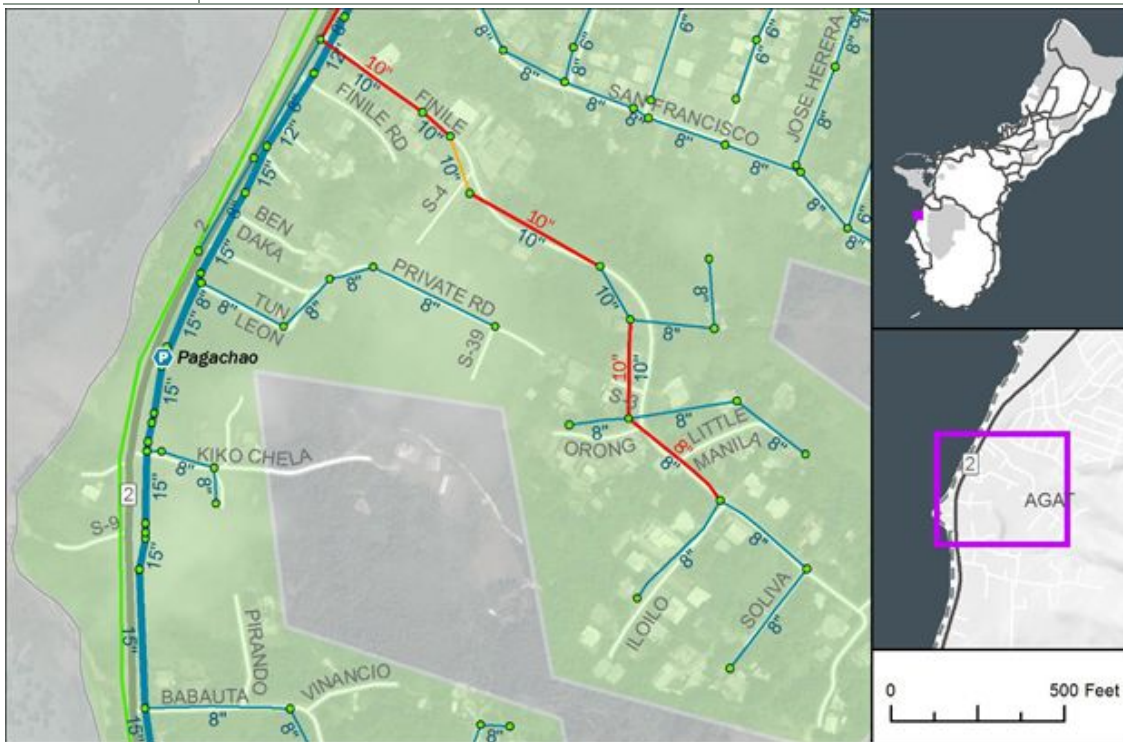 8"
12"
10"
10"
FINILE
10"
FINILE RD
8"
12"
10"
S-4
15"
8"
2
BEN
DAKA
15"
10"
10"
8"
6"
6"
8"
8"
SAN FRANCISCO
8"
8"
JOSE HERERA
8"
8"
8"
6"
8"
8"
8"
TUN
LEON
8"
PRIVATE RD
8"
S-39
15"
P Pagachao
15"
10"
8"
8"
10"
10"
8"
ORONG
8"
8"
8"
LITTLE
MANILA
8"
KIKO CHELA
8"
8"
2
15"
S-9
15"
8"
8"
ILOILO
SOLIVA
8"
15"
PIRANDO
BABAUTA
VINANCIO
8"
8"
15"
2
AGAT
0 500 Feet